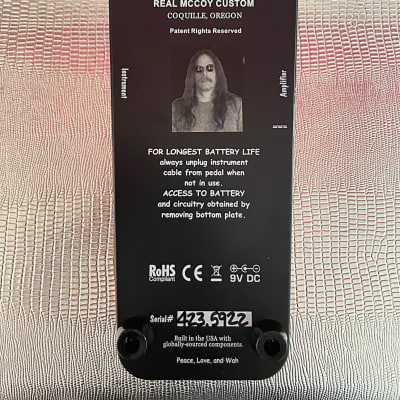 REAL MCCOY CUSTOM
COQUILLE, OREGON
Patent Rights Reserved
Instrument
Amplifier
FOR LONGEST BATTERY LIFE
always unplug instrument
cable from pedal when
not in use.
ACCESS TO BATTERY
and circuitry obtained by
removing bottom plate.
RoHS
Compliant
CE
9V DC
Serial# 423.5922
Built in the USA with
globally-sourced components.
Peace, Love, and Wah